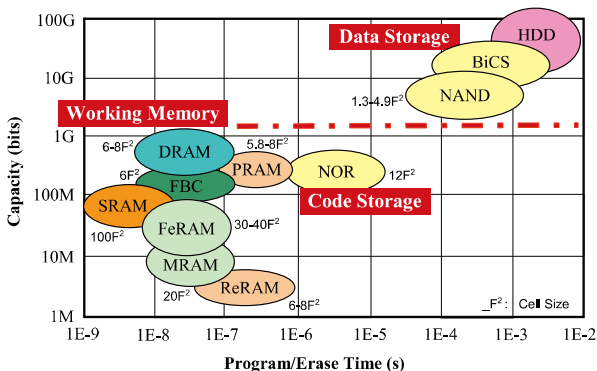 100G
HDD
Data Storage
BiCS
10G
NAND
1.3-4.9F²
Working Memory
1G
6-8F²
DRAM
5.8-8F²
PRAM
NOR
12F²
6F²
FBC
100M
SRAM
Code Storage
100F²
FeRAM
30-40F²
10M
MRAM
20F²
ReRAM
6-8F²
_F² : Cell Size
1M
1E-9
1E-8
1E-7
1E-6
1E-5
1E-4
1E-3
1E-2
Program/Erase Time (s)
Capacity (bits)